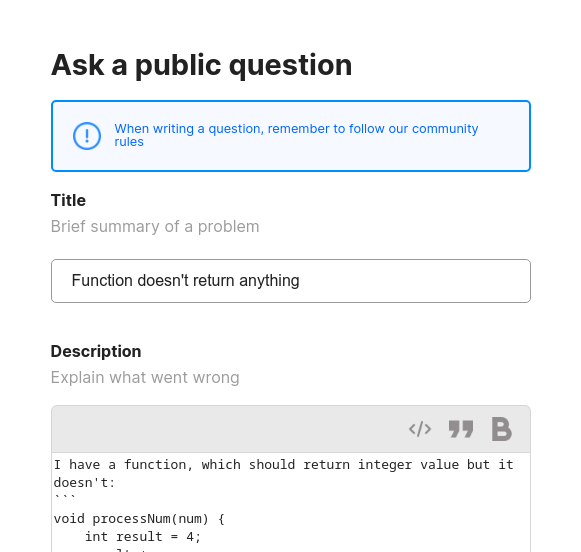 Ask a public question
When writing a question, remember to follow our community
rules
Title
Brief summary of a problem
Function doesn't return anything
Description
Explain what went wrong
I have a function, which should return integer value but it
doesn't:
```
void processNum(num) {
int result = 4;